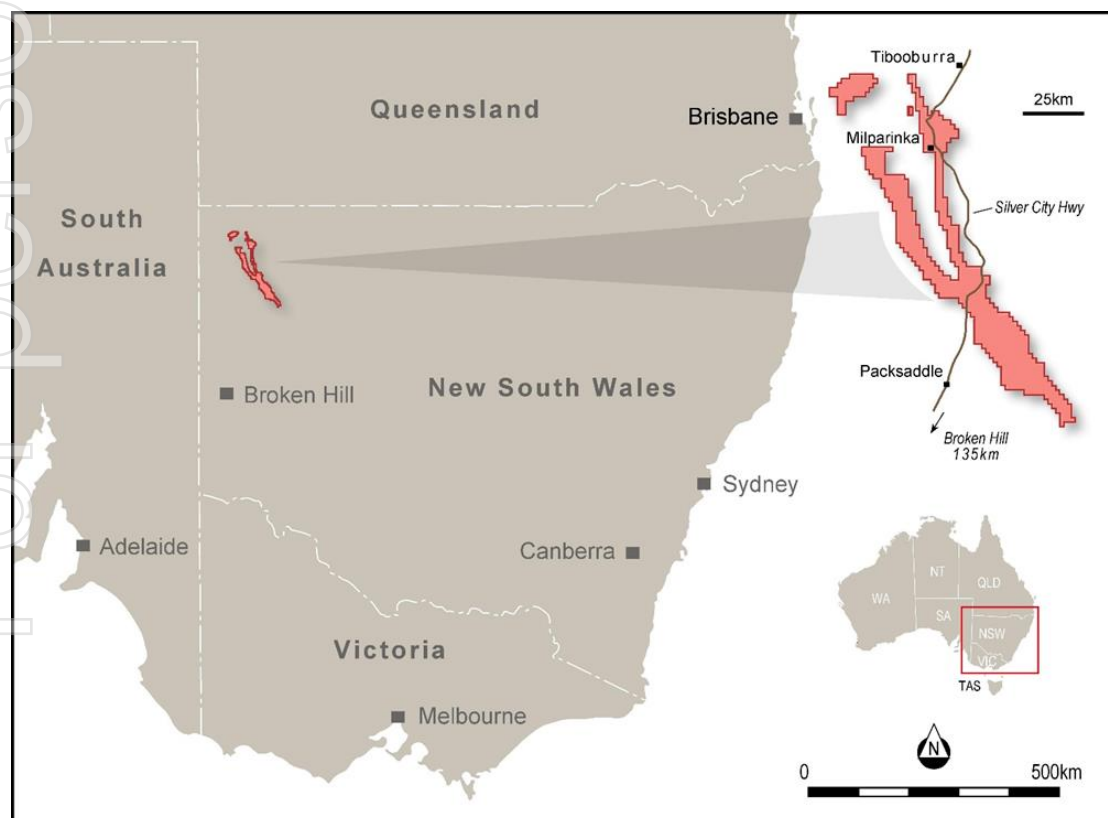 Queensland
Brisbane
South
Australia
Broken Hill
New South Wales
Sydney
Adelaide
Canberra
Victoria
Melbourne
Tibooburra
25km
Milparinka
Silver City Hwy
Packsaddle
Broken Hill
135km
NT
QLD
WA
SA
NSW
VIC
TAS
N
0
500km